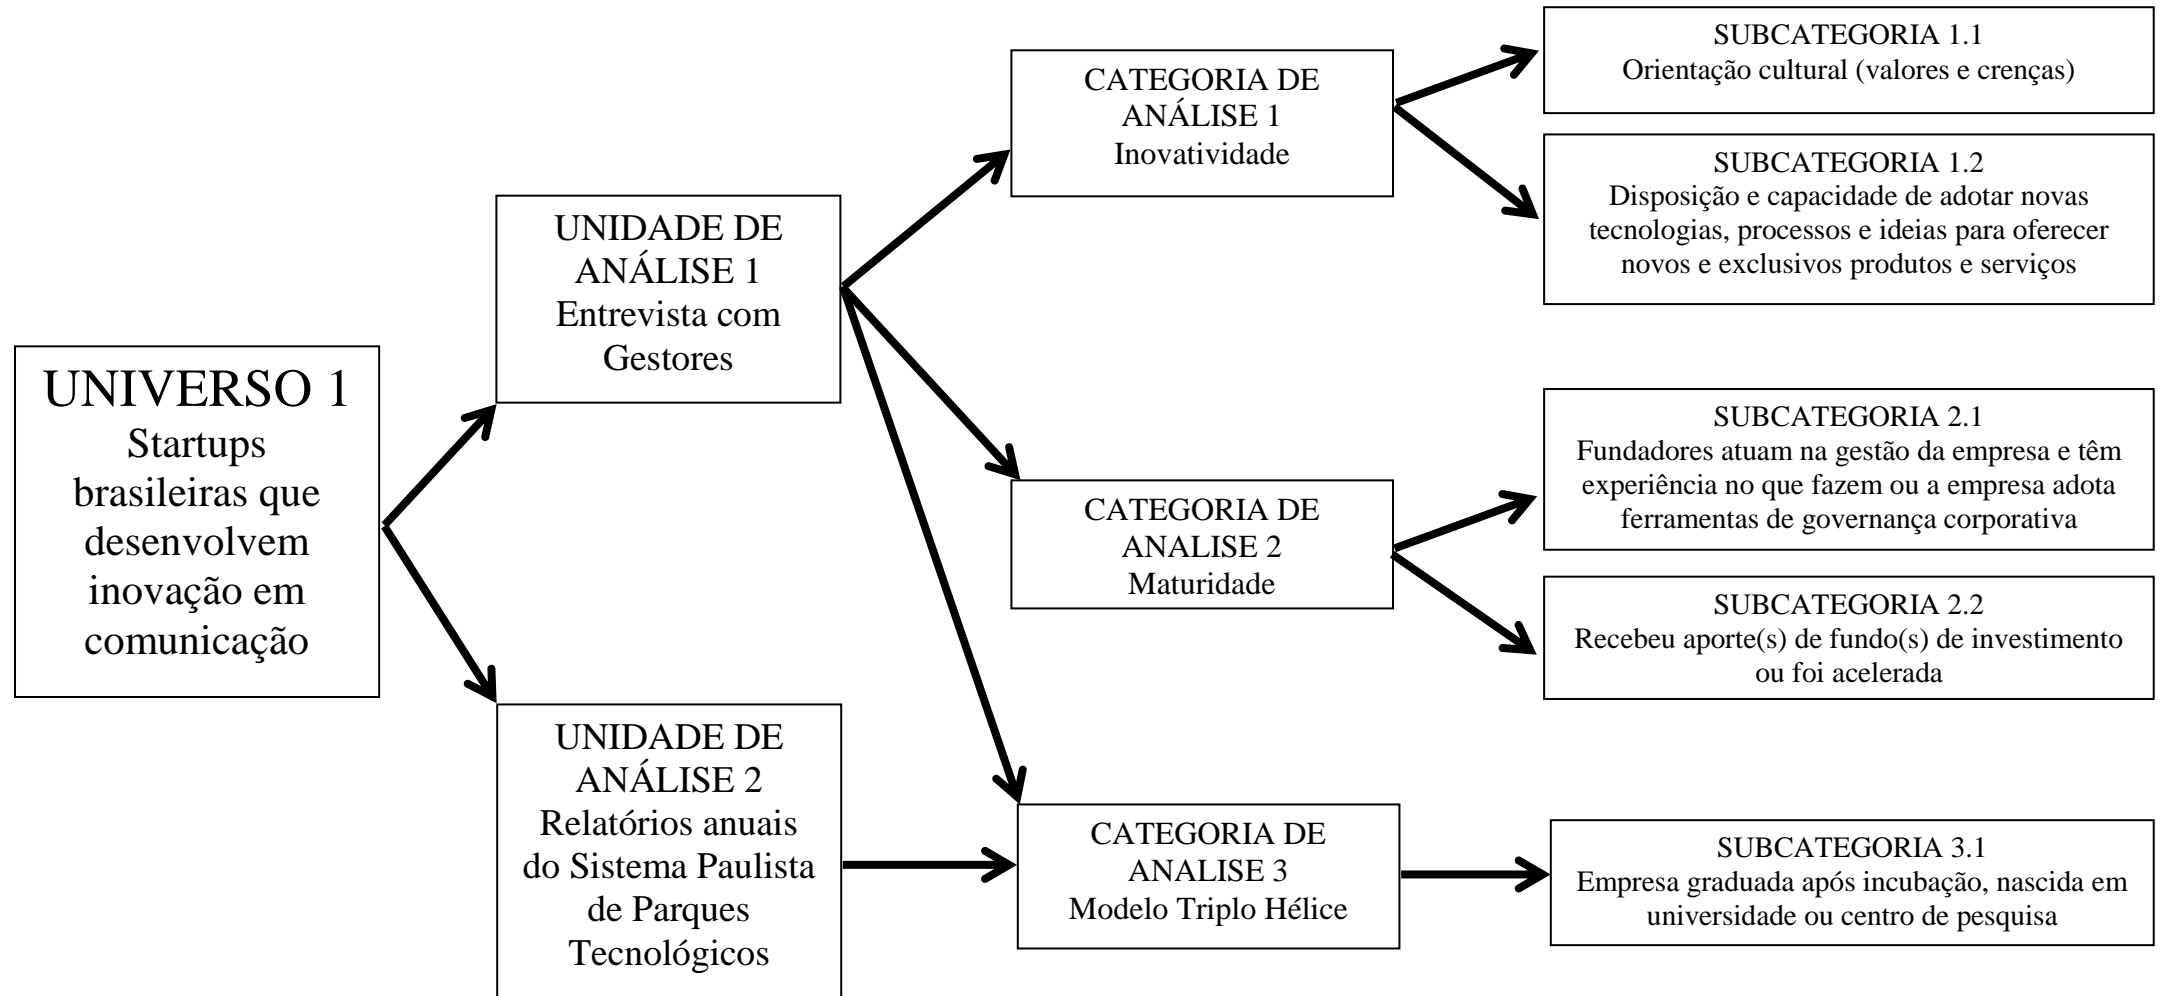 UNIVERSO 1
Startups
brasileiras que
desenvolvem
inovação em
comunicação
UNIDADE DE
ANÁLISE 1
Entrevista com
Gestores
UNIDADE DE
ANÁLISE 2
Relatórios anuais
do Sistema Paulista
de Parques
Tecnológicos
CATEGORIA DE
ANÁLISE 1
Inovatividade
CATEGORIA DE
ANALISE 2
Maturidade
CATEGORIA DE
ANALISE 3
Modelo Triplo Hélice
SUBCATEGORIA 1.1
Orientação cultural (valores e crenças)
SUBCATEGORIA 1.2
Disposição e capacidade de adotar novas
tecnologias, processos e ideias para oferecer
novos e exclusivos produtos e serviços
SUBCATEGORIA 2.1
Fundadores atuam na gestão da empresa e têm
experiência no que fazem ou a empresa adota
ferramentas de governança corporativa
SUBCATEGORIA 2.2
Recebeu aporte(s) de fundo(s) de investimento
ou foi acelerada
SUBCATEGORIA 3.1
Empresa graduada após incubação, nascida em
universidade ou centro de pesquisa